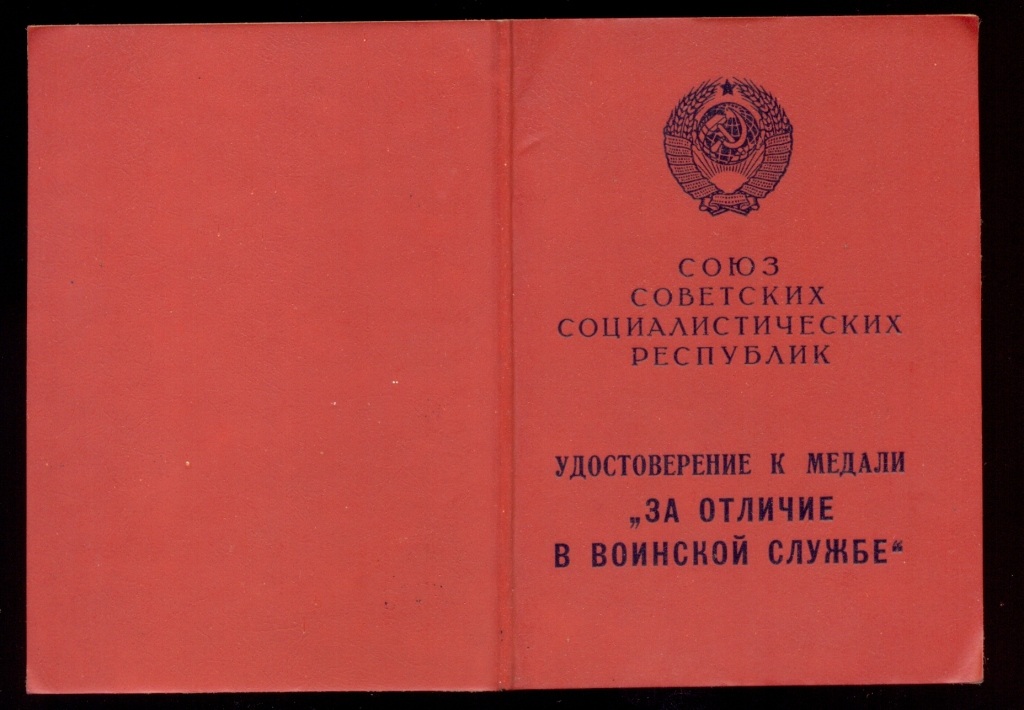 СОЮЗ
СОВЕТСКИХ
СОЦИАЛИСТИЧЕСКИХ
РЕСПУБЛИК
УДОСТОВЕРЕНИЕ К МЕДАЛИ
„ЗА ОТЛИЧИЕ
В ВОИНСКОЙ СЛУЖБЕ“